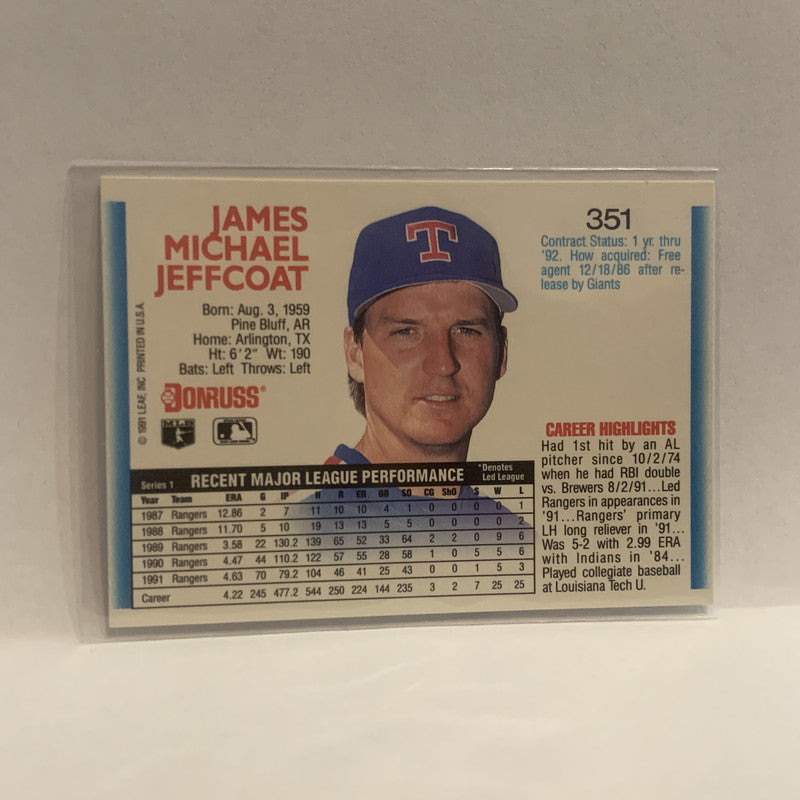 JAMES
MICHAEL
JEFFCOAT
Born: Aug. 3, 1959
Pine Bluff, AR
Home: Arlington, TX
Ht: 6'2" Wt: 190
Bats: Left Throws: Left
DONRUSS®
MLB
© 1991 LEAF, INC. PRINTED IN U.S.A.
T
351
Contract Status: 1 yr. thru
'92. How acquired: Free
agent 12/18/86 after re-
lease by Giants
CAREER HIGHLIGHTS
Had 1st hit by an AL
pitcher since 10/2/74
when he had RBI double
vs. Brewers 8/2/91...Led
Rangers in appearances in
'91...Rangers' primary
LH long reliever in '91...
Was 5-2 with 2.99 ERA
with Indians in '84...
Played collegiate baseball
at Louisiana Tech U.
Series 1 RECENT MAJOR LEAGUE PERFORMANCE *Denotes
Led League
Year Team ERA G IP H R ER BB SO CG ShO S W L
1987 Rangers 12.86 2 7 11 10 10 4 1 0 0 0 0 1
1988 Rangers 11.70 5 10 19 13 13 5 5 0 0 0 0 2
1989 Rangers 3.58 22 130.2 139 65 52 33 64 2 2 0 9 6
1990 Rangers 4.47 44 110.2 122 57 55 28 58 1 0 5 5 6
1991 Rangers 4.63 70 79.2 104 46 41 25 43 0 0 1 5 3
Career 4.22 245 477.2 544 250 224 144 235 3 2 7 25 25